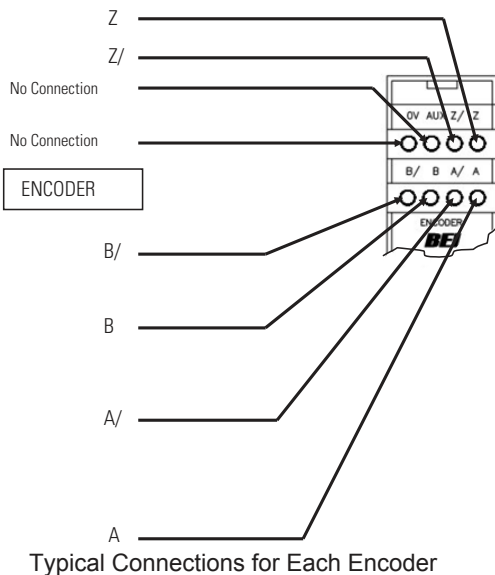 Z
Z/
No Connection
0V AUX Z/ Z
No Connection
B/ B A/ A
ENCODER
ENCODER
BEI
B/
B
A/
A
Typical Connections for Each Encoder